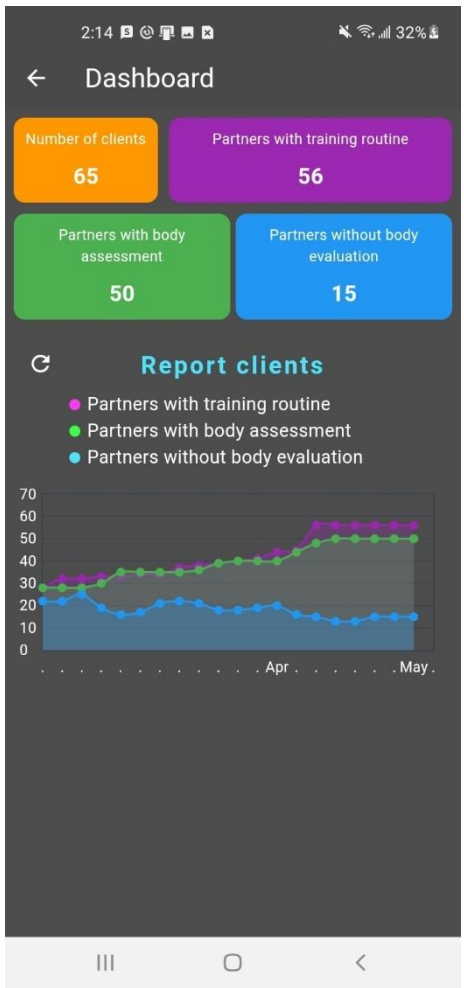 2:14
32%
Dashboard
Number of clients
65
Partners with training routine
56
Partners with body
assessment
50
Partners without body
evaluation
15
Report clients
Partners with training routine
Partners with body assessment
Partners without body evaluation
70
60
50
40
30
20
10
0
. . . . . . . . . . . . Apr . . . . . . May .